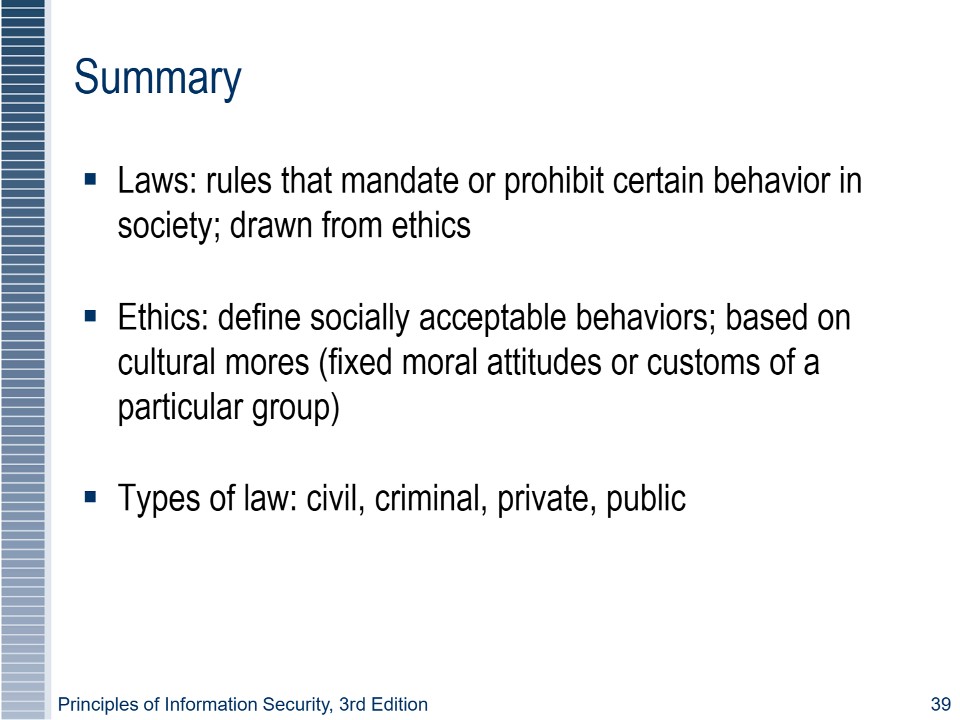 Summary
▪ Laws: rules that mandate or prohibit certain behavior in
society; drawn from ethics
▪ Ethics: define socially acceptable behaviors; based on
cultural mores (fixed moral attitudes or customs of a
particular group)
▪ Types of law: civil, criminal, private, public
Principles of Information Security, 3rd Edition
39